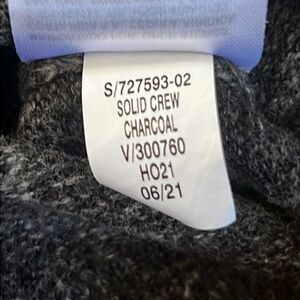 S/727593-02
SOLID CREW
CHARCOAL
V/300760
HO21
06/21